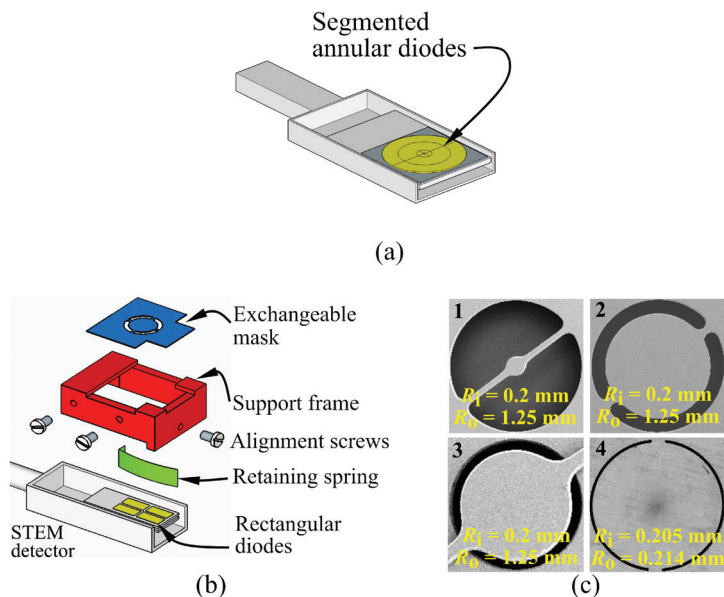 Segmented
annular diodes
(a)
Exchangeable
mask
Support frame
Alignment screws
Retaining spring
Rectangular
diodes
STEM
detector
(b)
1
Ri = 0.2 mm
Ro = 1.25 mm
2
Ri = 0.2 mm
Ro = 1.25 mm
3
Ri = 0.2 mm
Ro = 1.25 mm
4
Ri = 0.205 mm
Ro = 0.214 mm
(c)